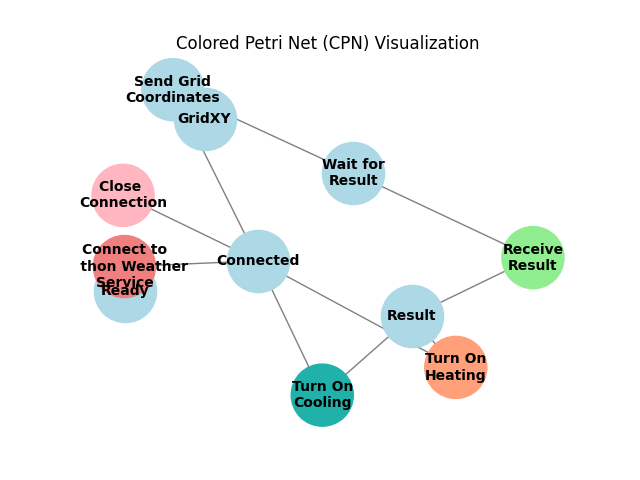 Colored Petri Net (CPN) Visualization
Send Grid
Coordinates
GridXY
Wait for
Result
Close
Connection
Connect to
thon Weather
Service
Ready
Connected
Receive
Result
Result
Turn On
Heating
Turn On
Cooling